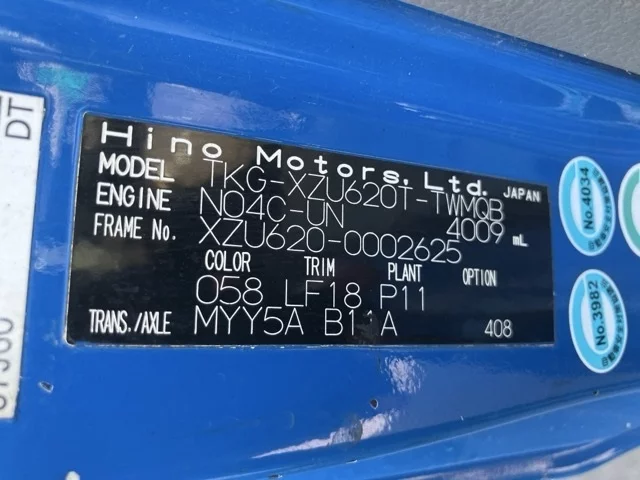 Hino Motors, Ltd. JAPAN
MODEL TKG-XZU620T-TWMQB
ENGINE N04C-UN 4009 mL
FRAME No. XZU620-0002625
COLOR TRIM PLANT OPTION
058 LF18 P11
TRANS./AXLE MYY5A B11A 408
DT
No.4034
No.3982